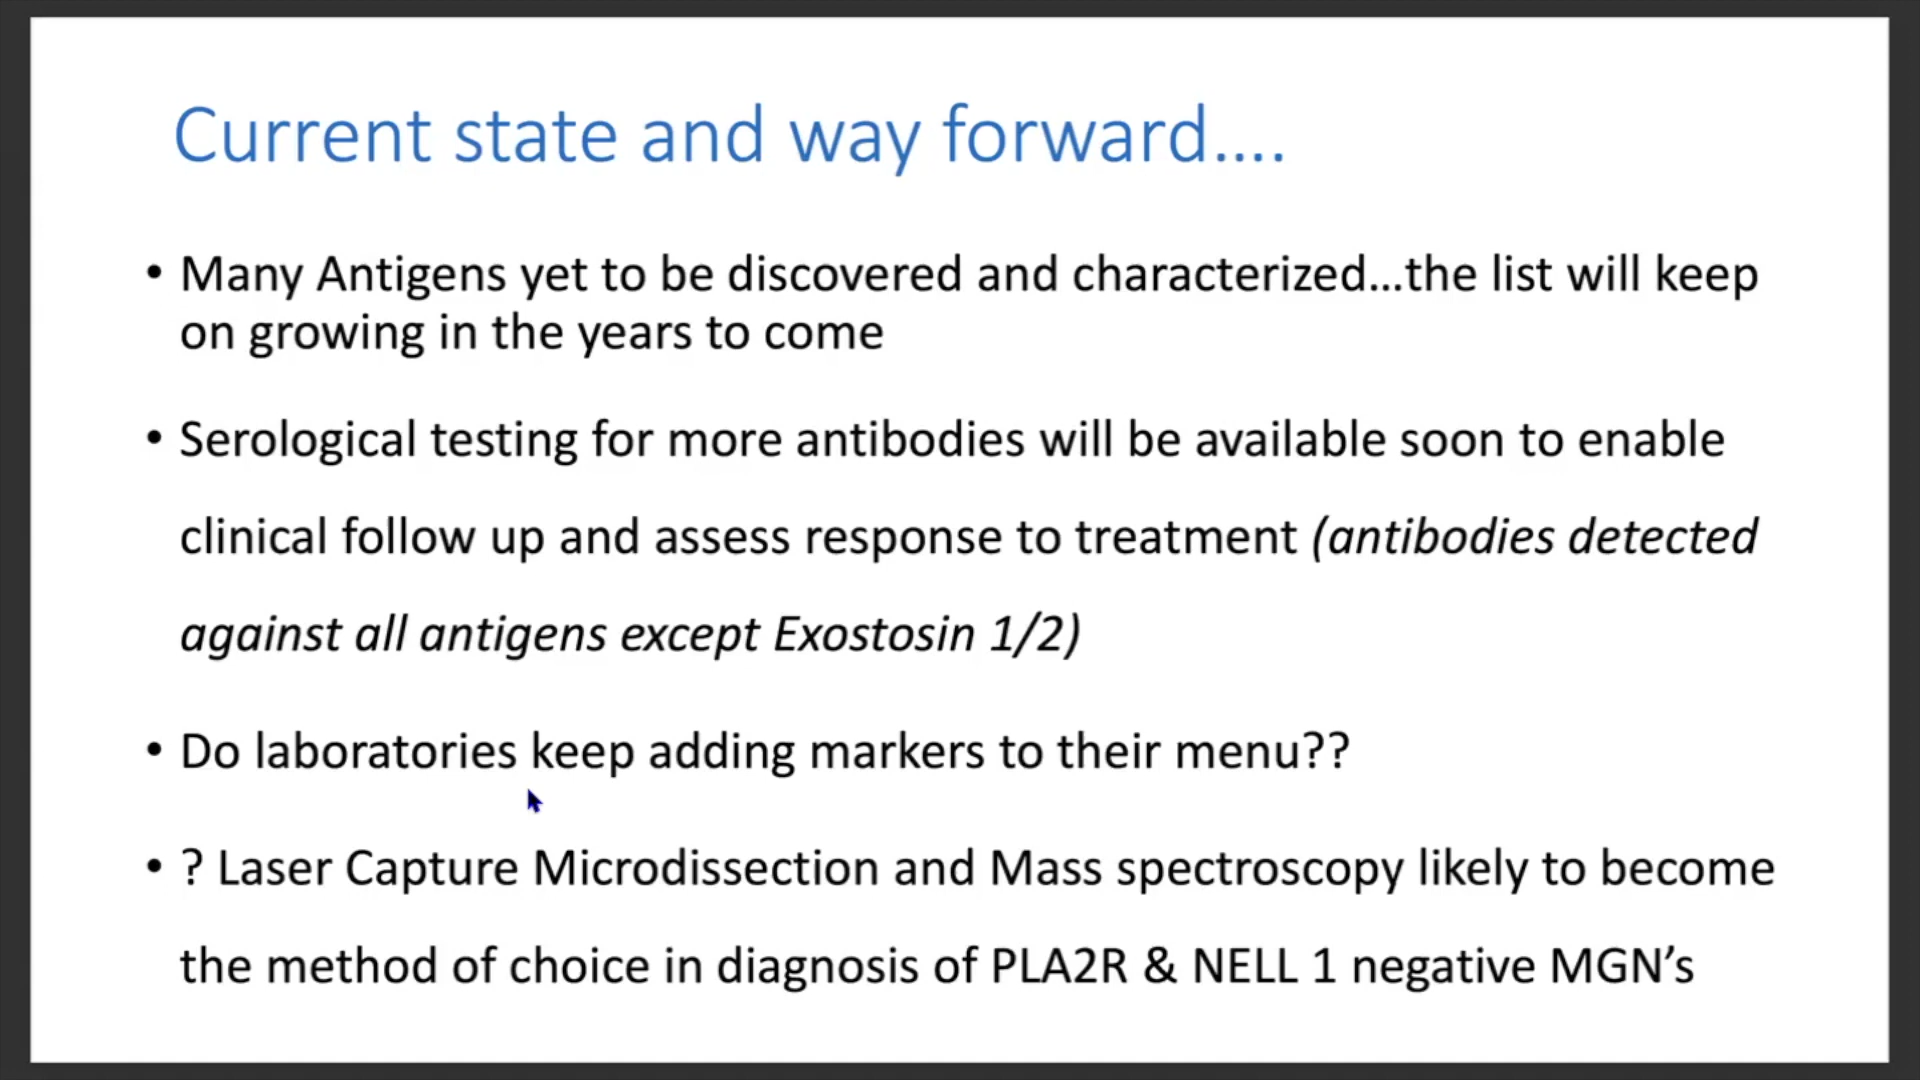 Current state and way forward....
• Many Antigens yet to be discovered and characterized...the list will keep
on growing in the years to come
• Serological testing for more antibodies will be available soon to enable
clinical follow up and assess response to treatment (antibodies detected
against all antigens except Exostosin 1/2)
• Do laboratories keep adding markers to their menu??
• ? Laser Capture Microdissection and Mass spectroscopy likely to become
the method of choice in diagnosis of PLA2R & NELL 1 negative MGN’s